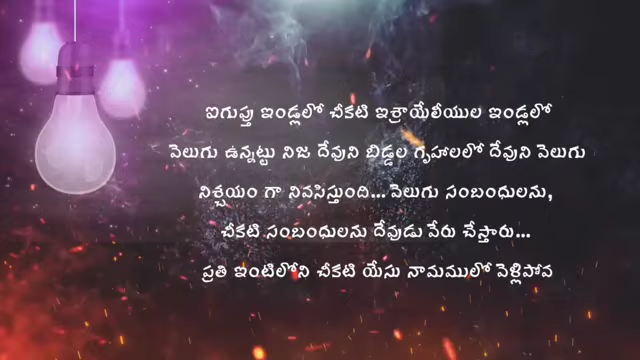 ఐగుప్తు ఇండ్లలో చీకటి ఇశ్రాయేలీయుల ఇండ్లలో
వెలుగు ఉన్నట్టు నిజ దేవుని బిడ్డల గృహాలలో దేవుని వెలుగు
నిశ్చయం గా నివసిస్తుంది... వెలుగు సంబంధులను,
చీకటి సంబంధులను దేవుడు వేరు చేస్తారు...
ప్రతి ఇంటిలోని చీకటి యేసు నామములో వెళ్లిపోవ